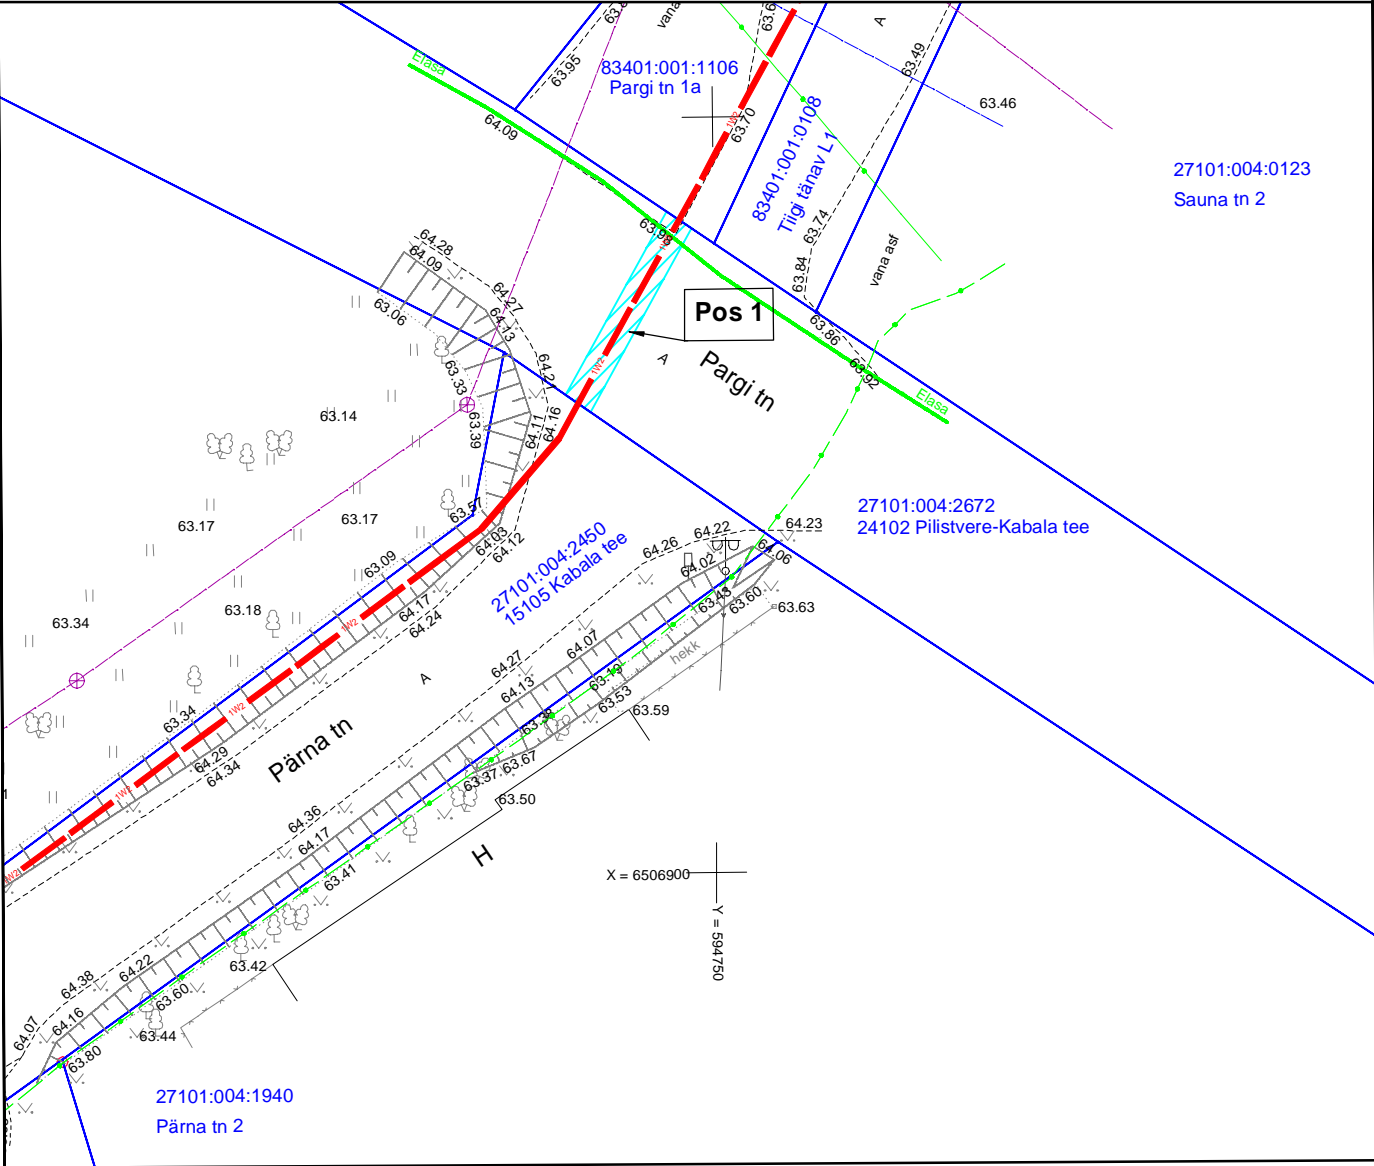 63.95
83401:001:1106
Pargi tn 1a
A
63.49
63.46
Elasa
64.09
1W2
63.70
83401:001:0108
Tiigi tänav L1
27101:004:0123
Sauna tn 2
63.98
63.74
63.84
vana asf
64.28
64.09
64.27
64.13
63.06
Pos 1
63.86
63.92
Elasa
A
Pargi tn
1W2
63.33
64.21
63.14
63.39
64.11
64.16
63.17
63.17
63.57
64.03
64.12
27101:004:2450
15105 Kabala tee
27101:004:2672
24102 Pilistvere-Kabala tee
64.22
64.23
64.26
64.02
64.06
63.09
63.43
63.60
63.63
63.18
63.34
64.17
64.24
1W2
64.07
hekk
64.27
64.13
63.19
63.53
63.59
A
63.34
1W2
63.38
64.29
64.34
Pärna tn
63.37
63.67
63.50
1W2
64.36
64.17
H
63.41
X = 6506900
Y = 594750
64.38
64.22
63.42
63.60
64.07
64.16
63.44
63.80
27101:004:1940
Pärna tn 2